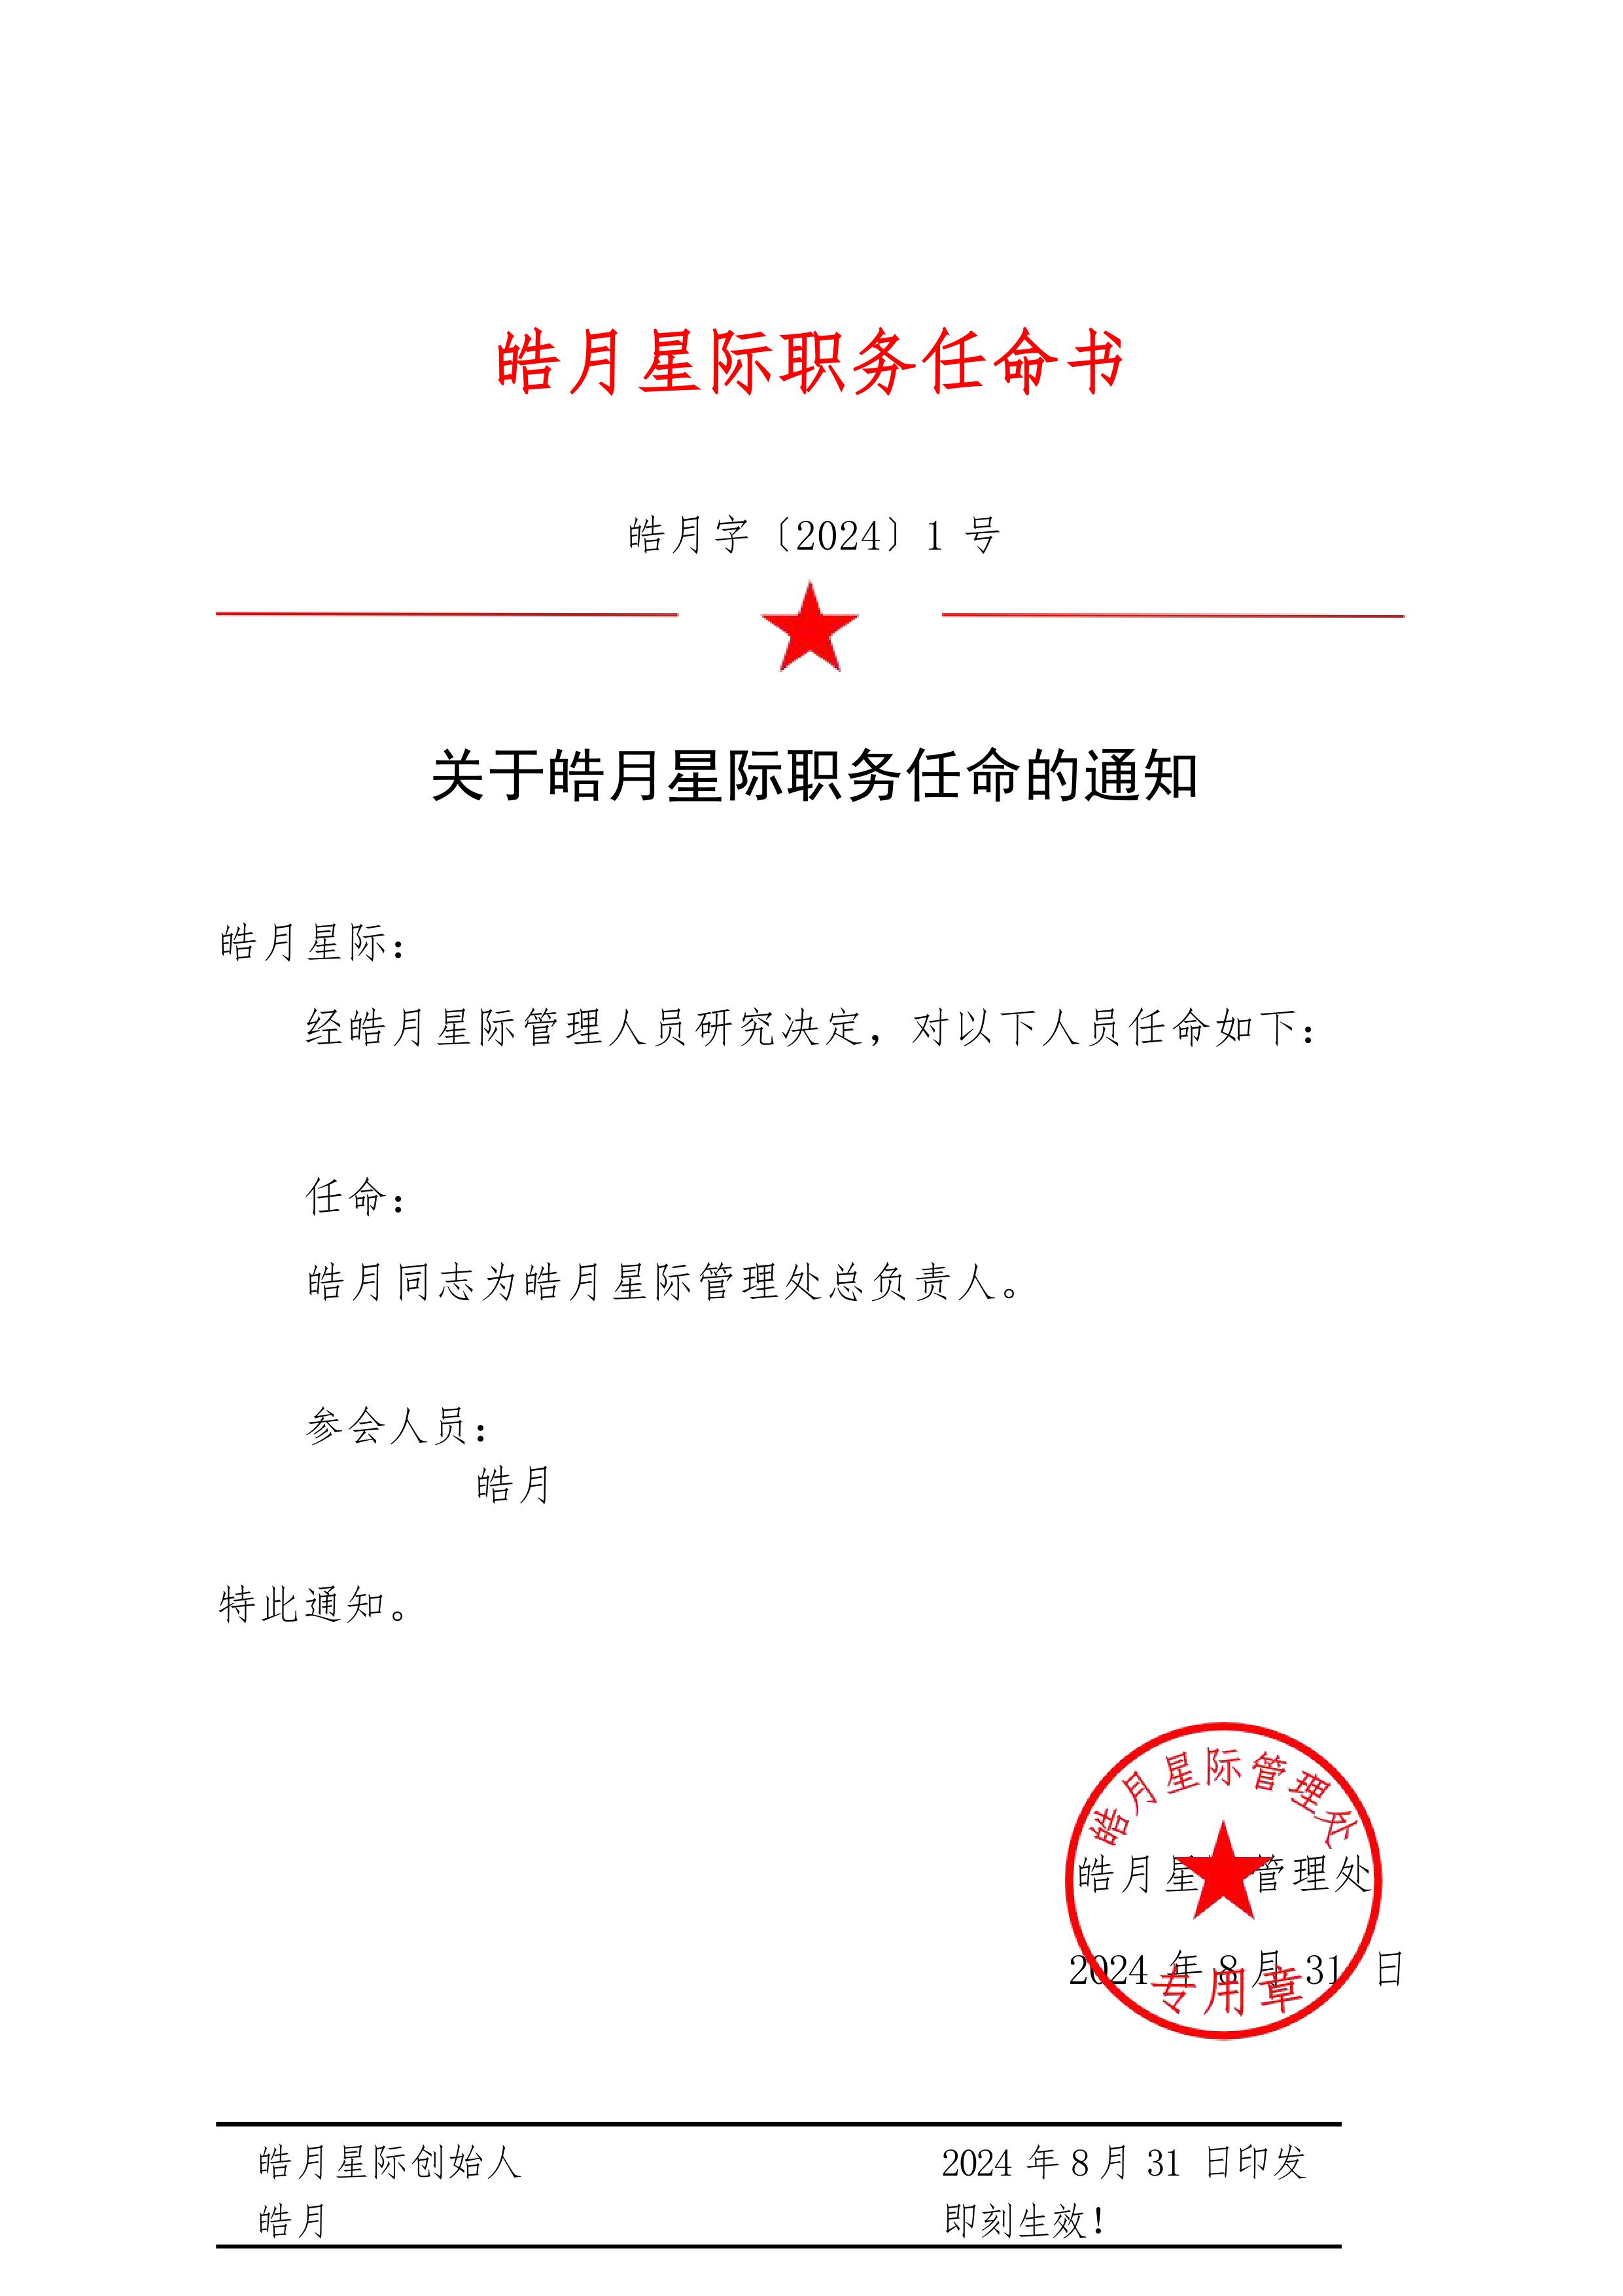 皓月星际职务任命书
皓月字〔2024〕1 号
关于皓月星际职务任命的通知
皓月星际：
经皓月星际管理人员研究决定，对以下人员任命如下：
任命：
皓月同志为皓月星际管理处总负责人。
参会人员：
皓月
特此通知。
皓月星际管理处
皓月星际管理处
2024 年 8 月 31 日
专用章
皓月星际创始人 2024 年 8 月 31 日印发
皓月 即刻生效！